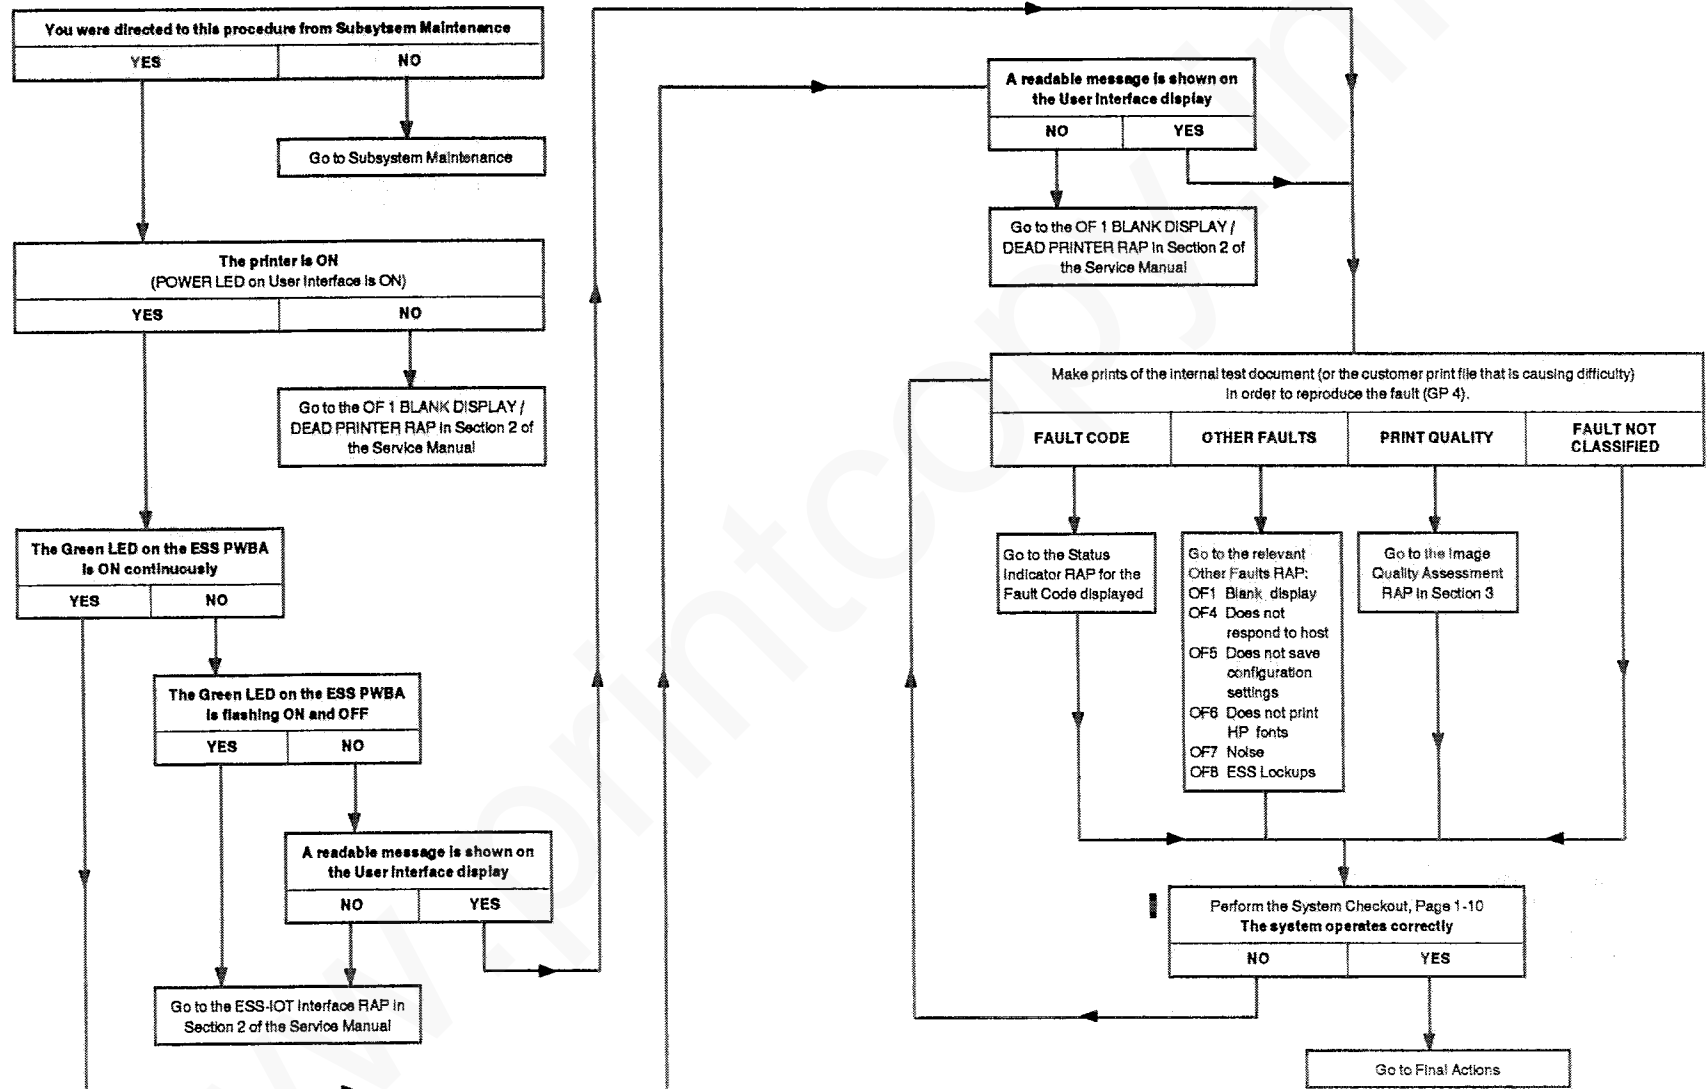 You were directed to this procedure from Subsytsem Maintenance
YES NO
Go to Subsystem Maintenance
The printer is ON
(POWER LED on User Interface is ON)
YES NO
Go to the OF 1 BLANK DISPLAY /
DEAD PRINTER RAP in Section 2 of
the Service Manual
The Green LED on the ESS PWBA
is ON continuously
YES NO
The Green LED on the ESS PWBA
is flashing ON and OFF
YES NO
A readable message is shown on
the User Interface display
NO YES
Go to the ESS-IOT Interface RAP in
Section 2 of the Service Manual
A readable message is shown on
the User Interface display
NO YES
Go to the OF 1 BLANK DISPLAY /
DEAD PRINTER RAP in Section 2 of
the Service Manual
Make prints of the internal test document (or the customer print file that is causing difficulty)
in order to reproduce the fault (GP 4).
FAULT CODE OTHER FAULTS PRINT QUALITY FAULT NOT
CLASSIFIED
Go to the Status
Indicator RAP for the
Fault Code displayed
Go to the relevant
Other Faults RAP:
OF1 Blank display
OF4 Does not
respond to host
OF5 Does not save
configuration
settings
OF6 Does not print
HP fonts
OF7 Noise
OF8 ESS Lockups
Go to the Image
Quality Assessment
RAP in Section 3
Perform the System Checkout, Page 1-10
The system operates correctly
NO YES
Go to Final Actions
www.printcopy.in